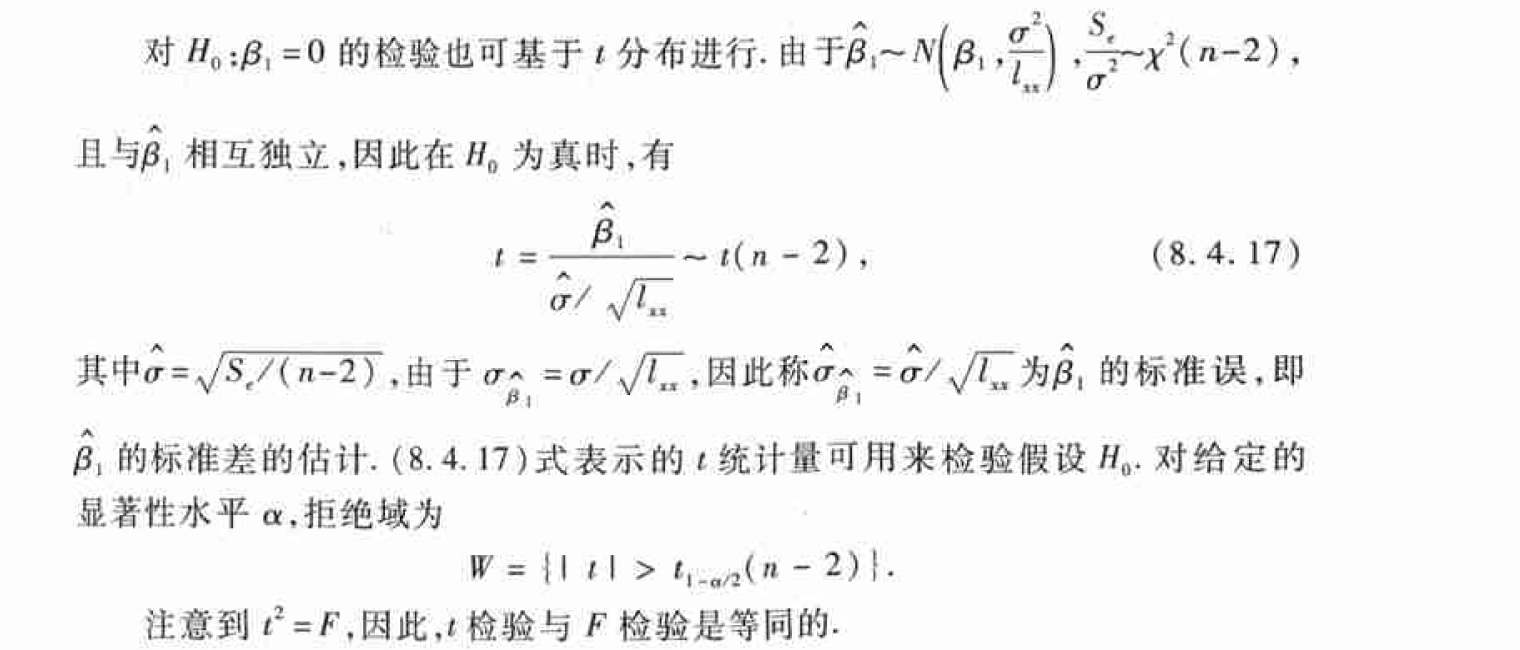 对 $H_0:\beta_1=0$ 的检验也可基于 $t$ 分布进行. 由于 $\hat{\beta}_1\sim N\left(\beta_1,\frac{\sigma^2}{l_{xx}}\right),\frac{S_e}{\sigma^2}\sim\chi^2(n-2)$,
且与 $\hat{\beta}_1$ 相互独立,因此在 $H_0$ 为真时,有
$t=\frac{\hat{\beta}_1}{\hat{\sigma}/\sqrt{l_{xx}}}\sim t(n-2),$ (8.4.17)
其中 $\hat{\sigma}=\sqrt{S_e/(n-2)}$,由于 $\sigma_{\hat{\beta}_1}=\sigma/\sqrt{l_{xx}}$,因此称 $\hat{\sigma}_{\hat{\beta}_1}=\hat{\sigma}/\sqrt{l_{xx}}$ 为 $\hat{\beta}_1$ 的标准误,即
$\hat{\beta}_1$ 的标准差的估计. (8.4.17)式表示的 $t$ 统计量可用来检验假设 $H_0$. 对给定的
显著性水平 $\alpha$,拒绝域为
$W=\{|t|>t_{1-\alpha/2}(n-2)\}.$
注意到 $t^2=F$,因此,$t$ 检验与 $F$ 检验是等同的.